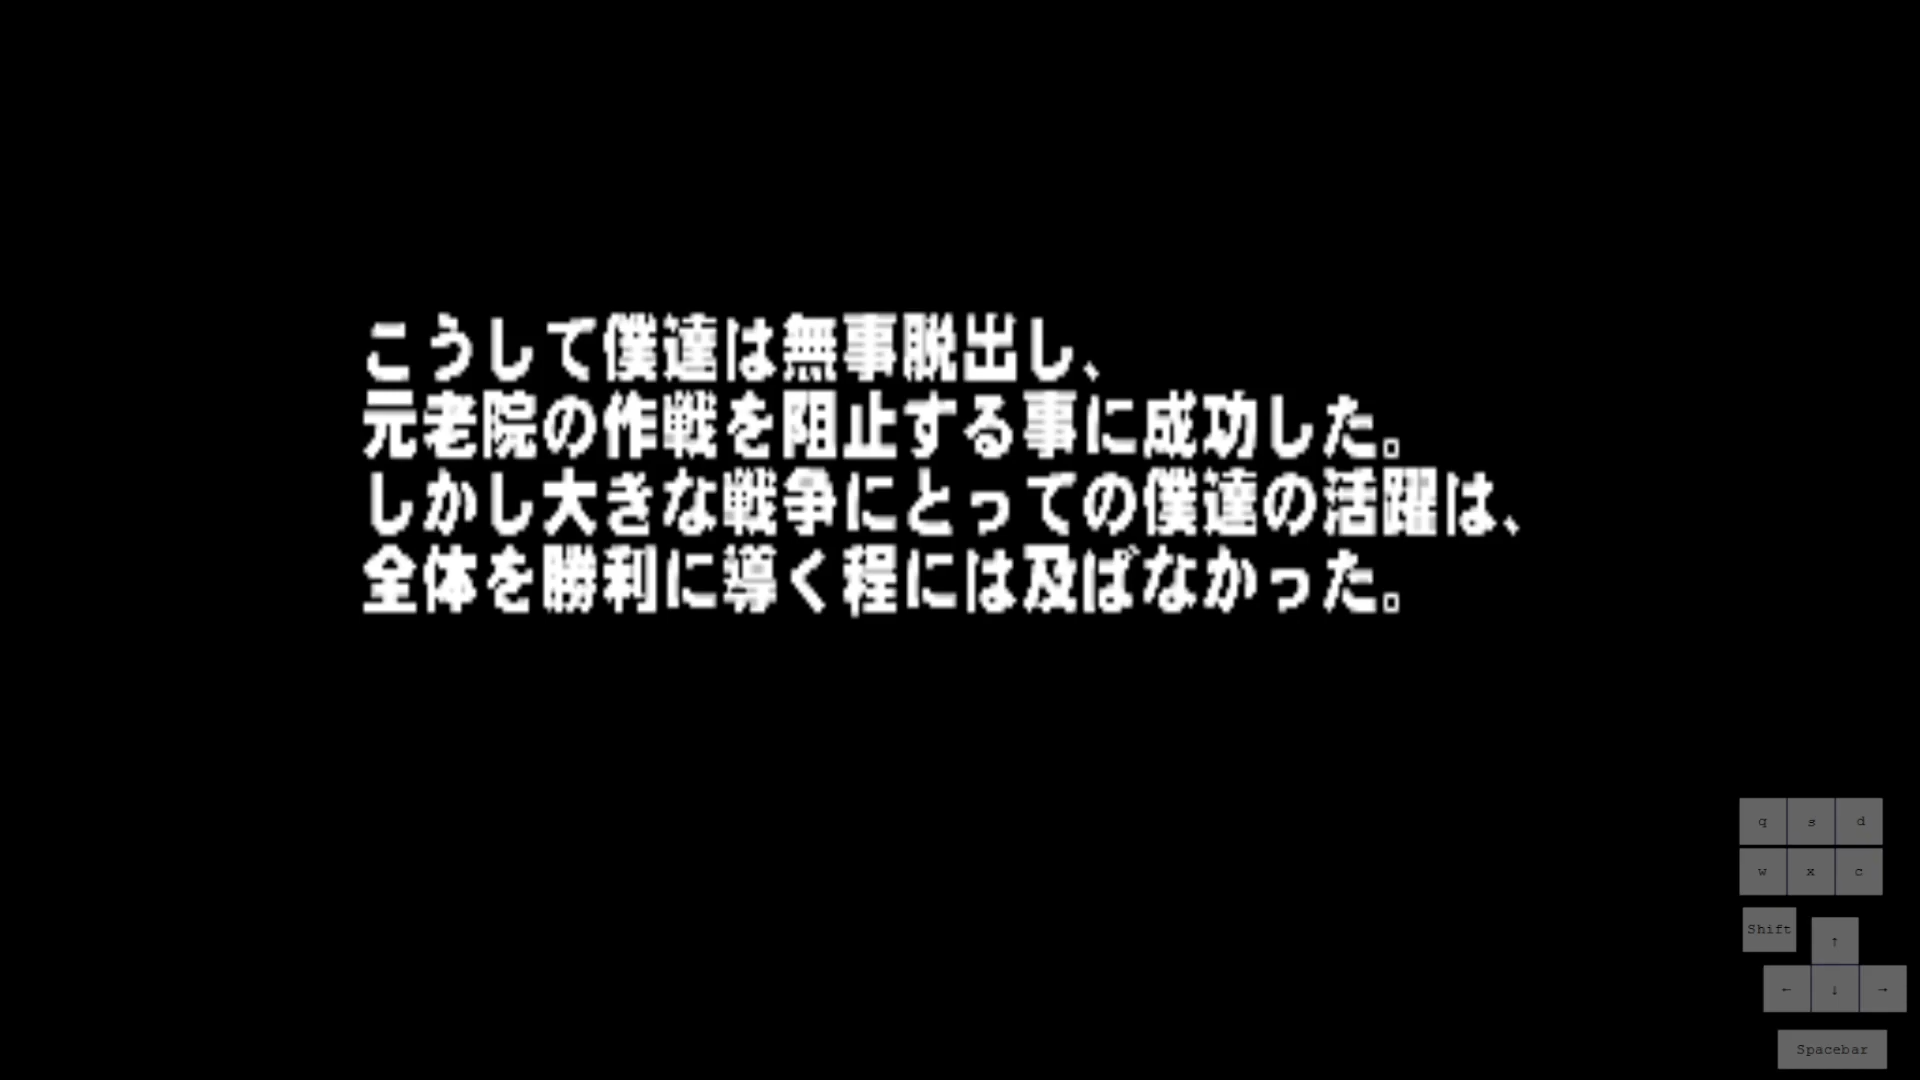 こうして僕達は無事脱出し、
元老院の作戦を阻止する事に成功した。
しかし大きな戦争にとっての僕達の活躍は、
全体を勝利に導く程には及ばなかった。
q s d
w x c
Shift ↑
← ↓ →
Spacebar